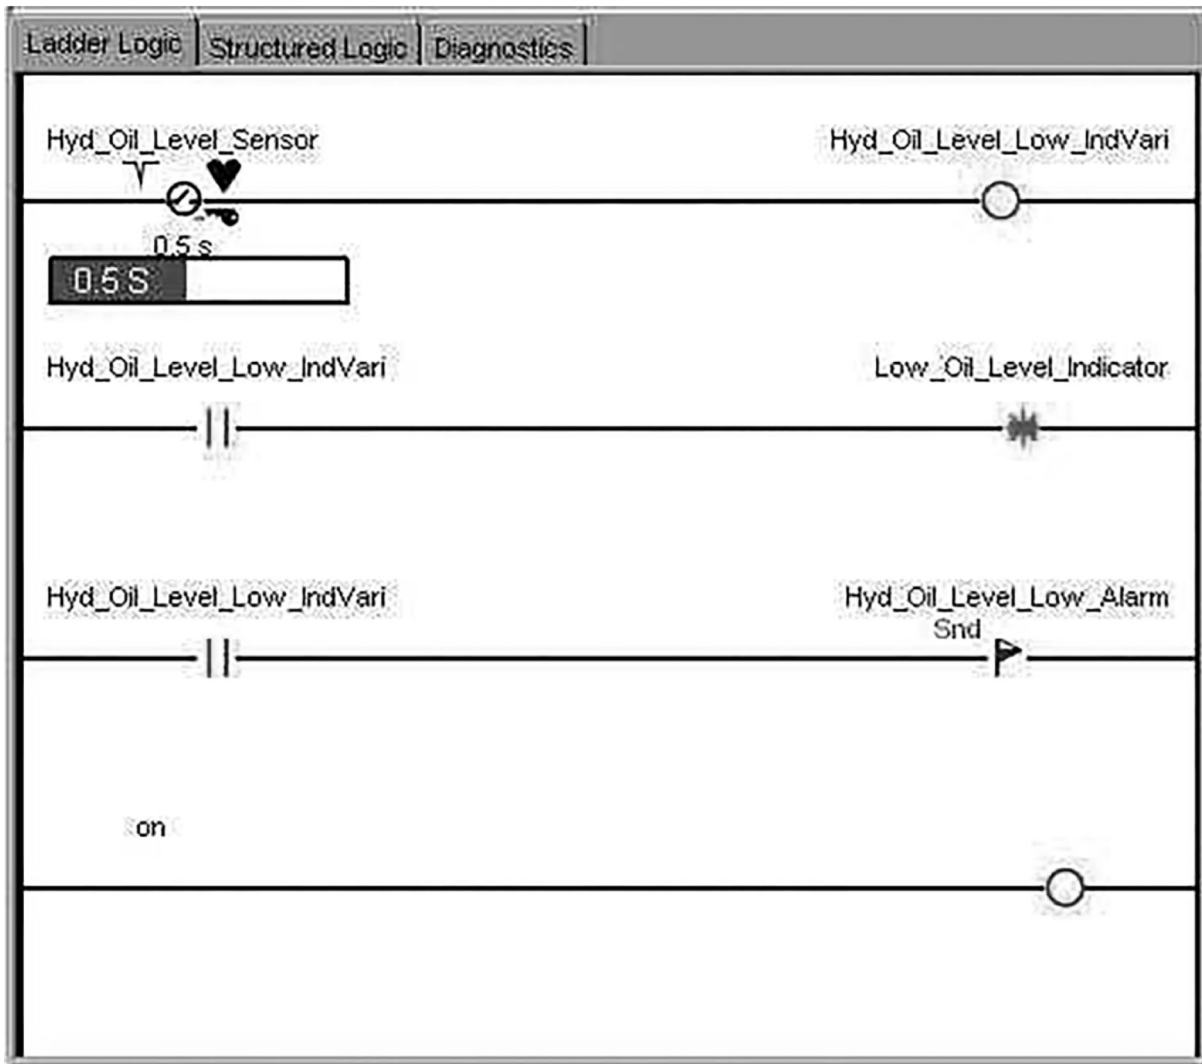 Ladder Logic Structured Logic Diagnostics
Hyd_Oil_Level_Sensor Hyd_Oil_Level_Low_IndVari
0.5 s
0.5 S
Hyd_Oil_Level_Low_IndVari Low_Oil_Level_Indicator
Hyd_Oil_Level_Low_IndVari Hyd_Oil_Level_Low_Alarm
Snd
on